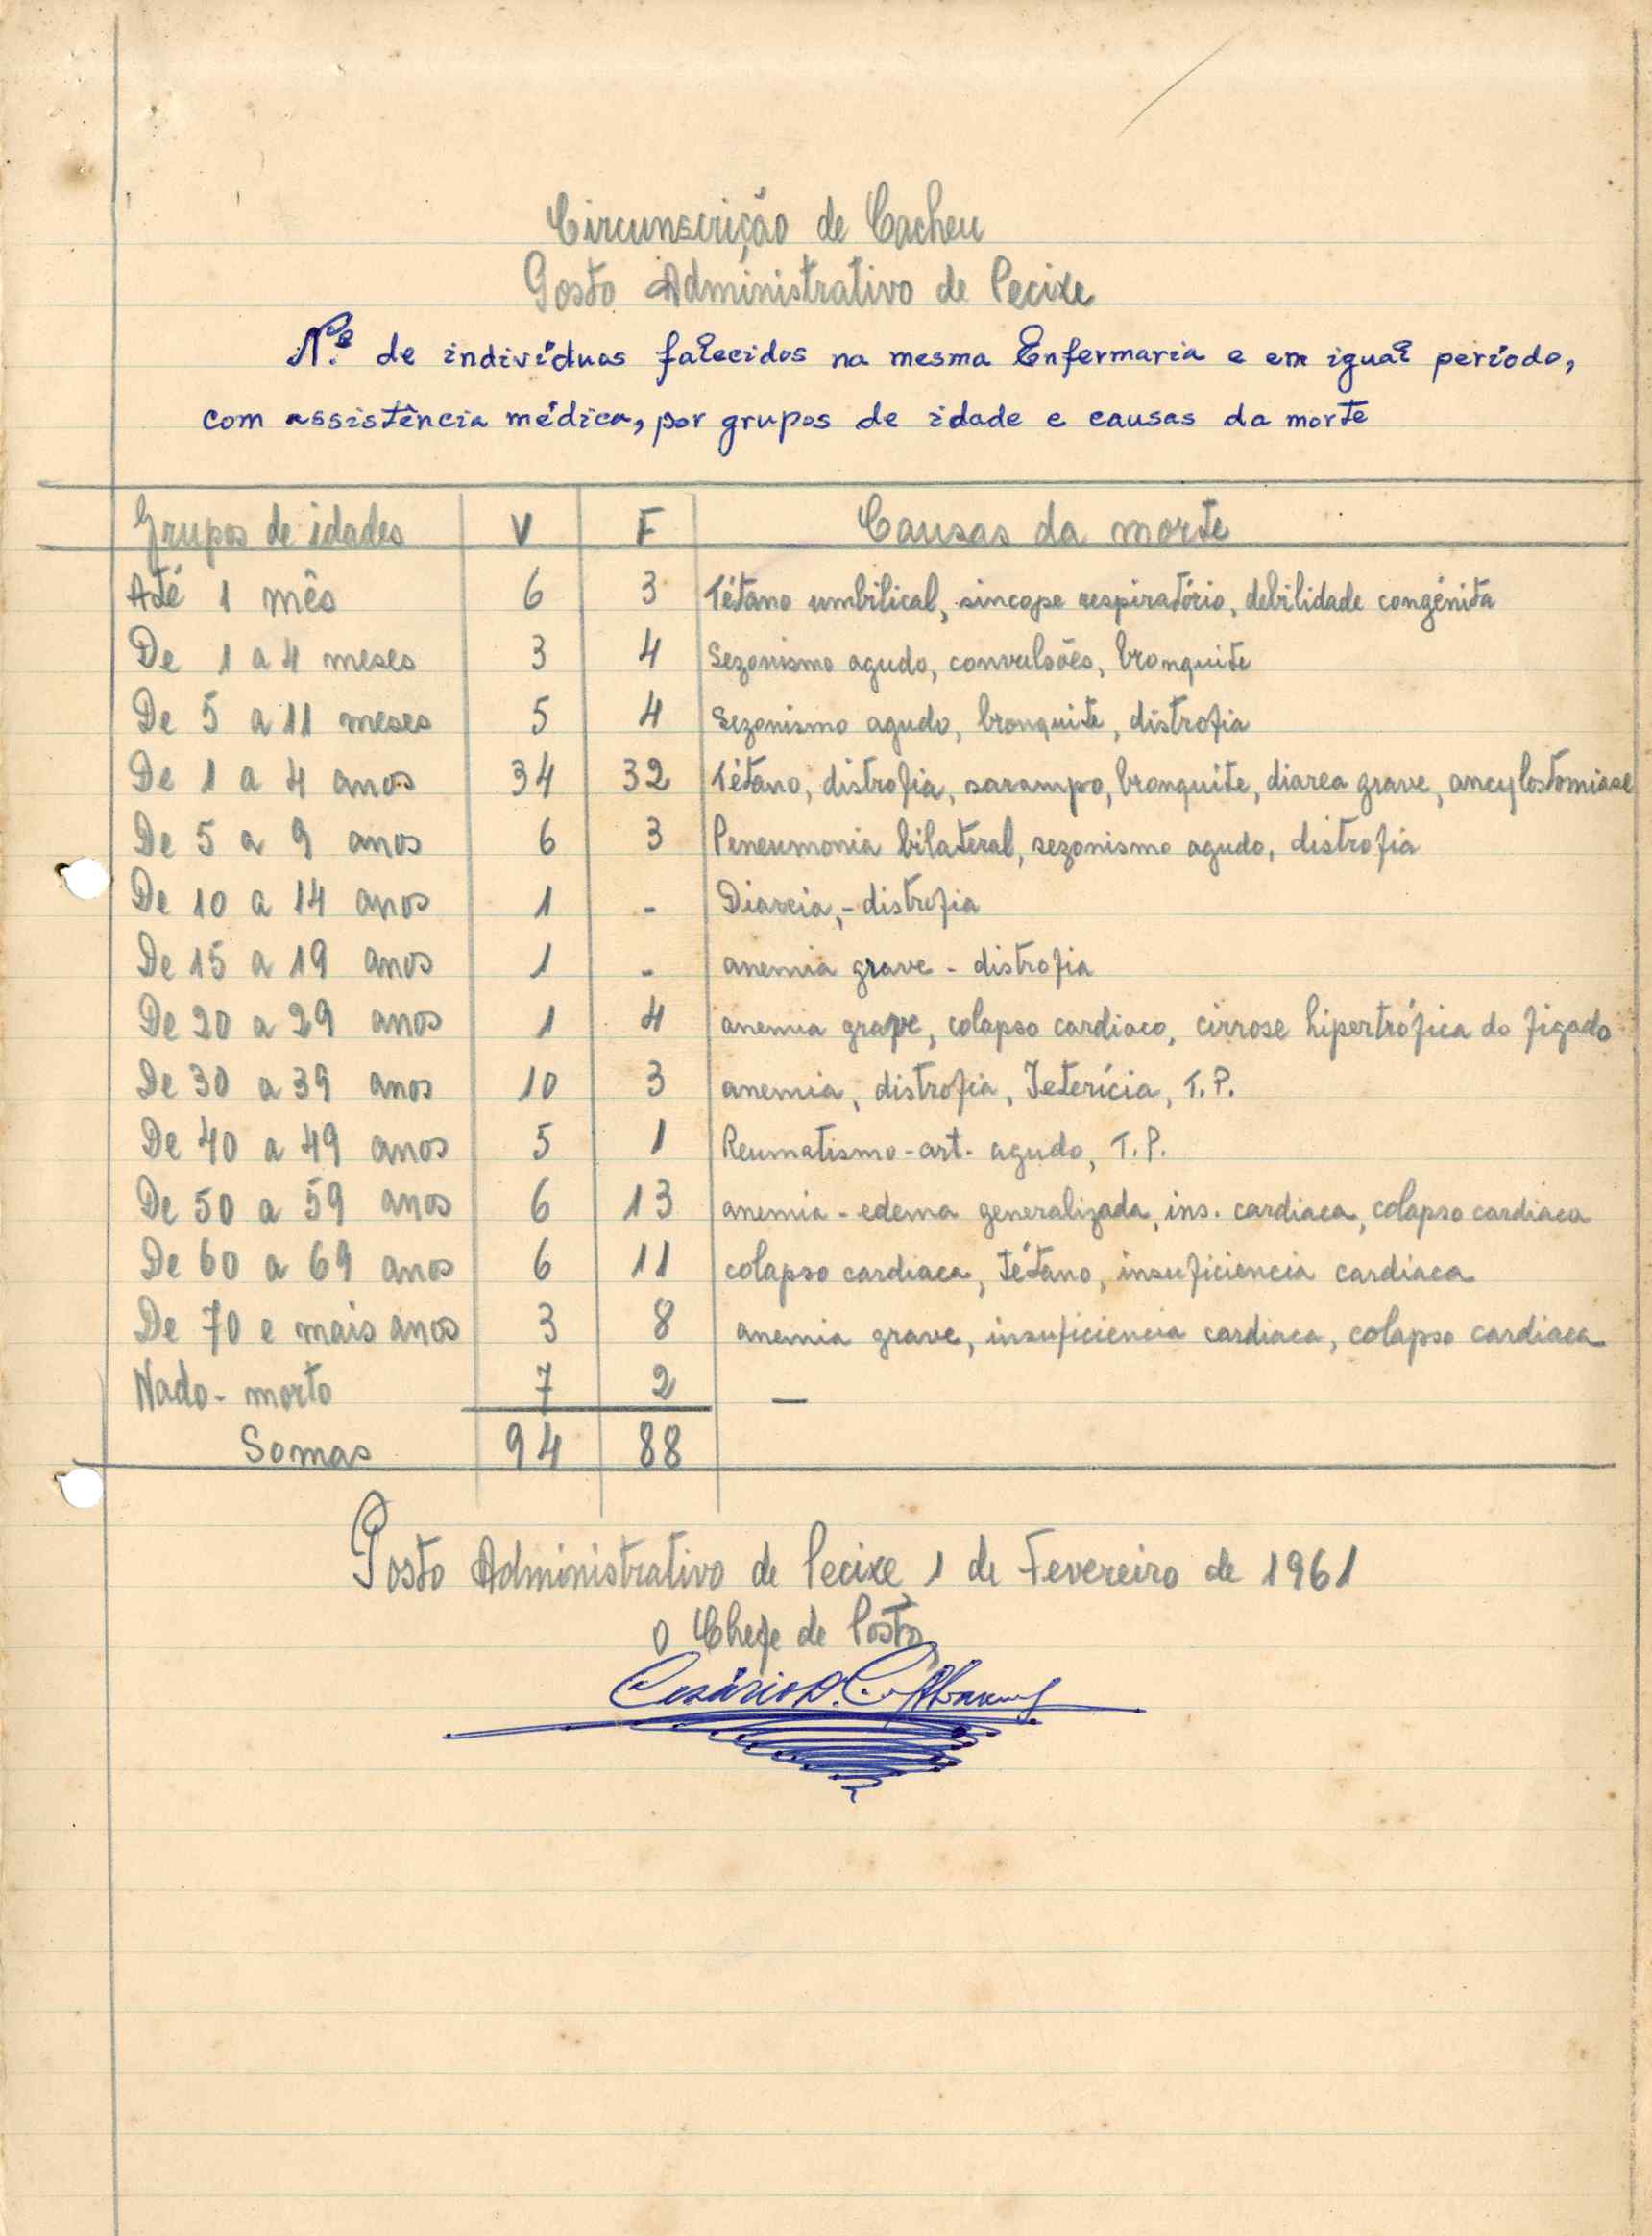 Circunscrição de Cacheu
Posto Administrativo de Pecixe
N.º de indivíduos falecidos na mesma Enfermaria e em igual período,
com assistência médica, por grupos de idade e causas da morte
Grupos de idades V F Causas da morte
Até 1 mês 6 3 Tétano umbilical, sincope respiratório, debilidade congénita
De 1 a 4 meses 3 4 Sezonismo agudo, convulsões, bronquite
De 5 a 11 meses 5 4 Sezonismo agudo, bronquite, distrofia
De 1 a 4 anos 34 32 Tétano, distrofia, sarampo, bronquite, diarea grave, ancylostomiase
De 5 a 9 anos 6 3 Peneumonia bilateral, sezonismo agudo, distrofia
De 10 a 14 anos 1 - Diareia, - distrofia
De 15 a 19 anos 1 - anemia grave - distrofia
De 20 a 29 anos 1 4 anemia grave, colapso cardiaco, cirrose hipertrófica do figado
De 30 a 39 anos 10 3 anemia, distrofia, Ieterícia, T.P.
De 40 a 49 anos 5 1 Reumatismo-art. agudo, T.P.
De 50 a 59 anos 6 13 anemia - edema generalizada, ins. cardiaca, colapso cardiaca
De 60 a 69 anos 6 11 colapso cardiaca, tétano, insuficiencia cardiaca
De 70 e mais anos 3 8 anemia grave, insuficiencia cardiaca, colapso cardiaca
Nado-morto 7 2 —
Somas 94 88
Posto Administrativo de Pecixe 1 de Fevereiro de 1961
O Chefe de Posto
Cesário D. C.